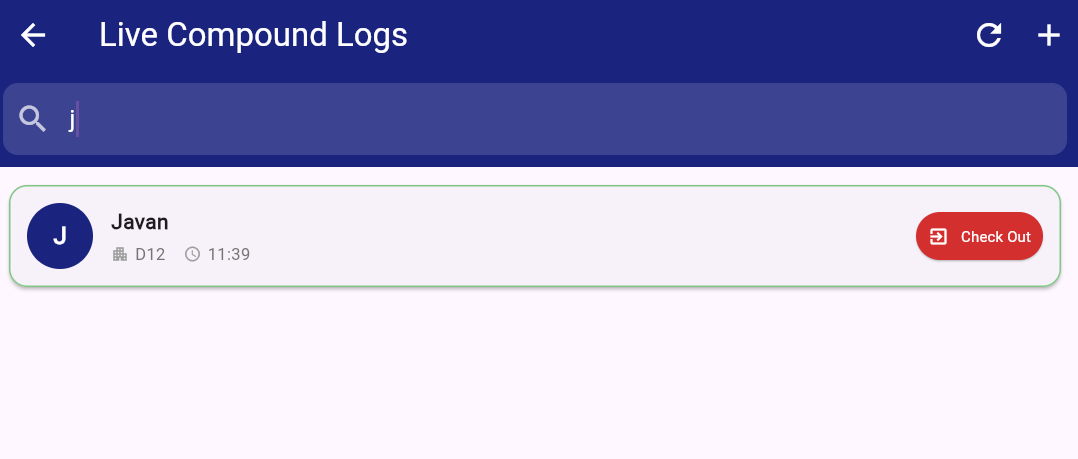 Live Compound Logs
j
J
Javan
D12 11:39
Check Out